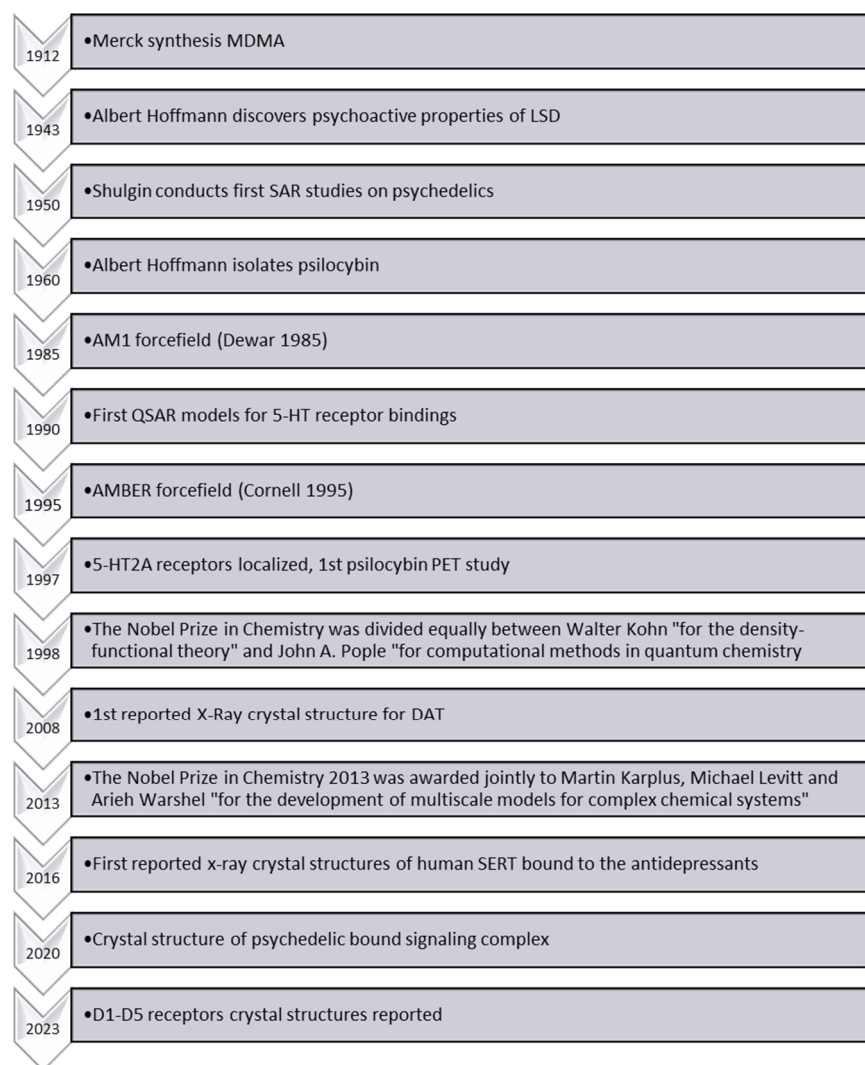 1912
•Merck synthesis MDMA
1943
•Albert Hoffmann discovers psychoactive properties of LSD
1950
•Shulgin conducts first SAR studies on psychedelics
1960
•Albert Hoffmann isolates psilocybin
1985
•AM1 forcefield (Dewar 1985)
1990
•First QSAR models for 5-HT receptor bindings
1995
•AMBER forcefield (Cornell 1995)
1997
•5-HT2A receptors localized, 1st psilocybin PET study
1998
•The Nobel Prize in Chemistry was divided equally between Walter Kohn "for the density-
functional theory" and John A. Pople "for computational methods in quantum chemistry
2008
•1st reported X-Ray crystal structure for DAT
2013
•The Nobel Prize in Chemistry 2013 was awarded jointly to Martin Karplus, Michael Levitt and
Arieh Warshel "for the development of multiscale models for complex chemical systems"
2016
•First reported x-ray crystal structures of human SERT bound to the antidepressants
2020
•Crystal structure of psychedelic bound signaling complex
2023
•D1-D5 receptors crystal structures reported